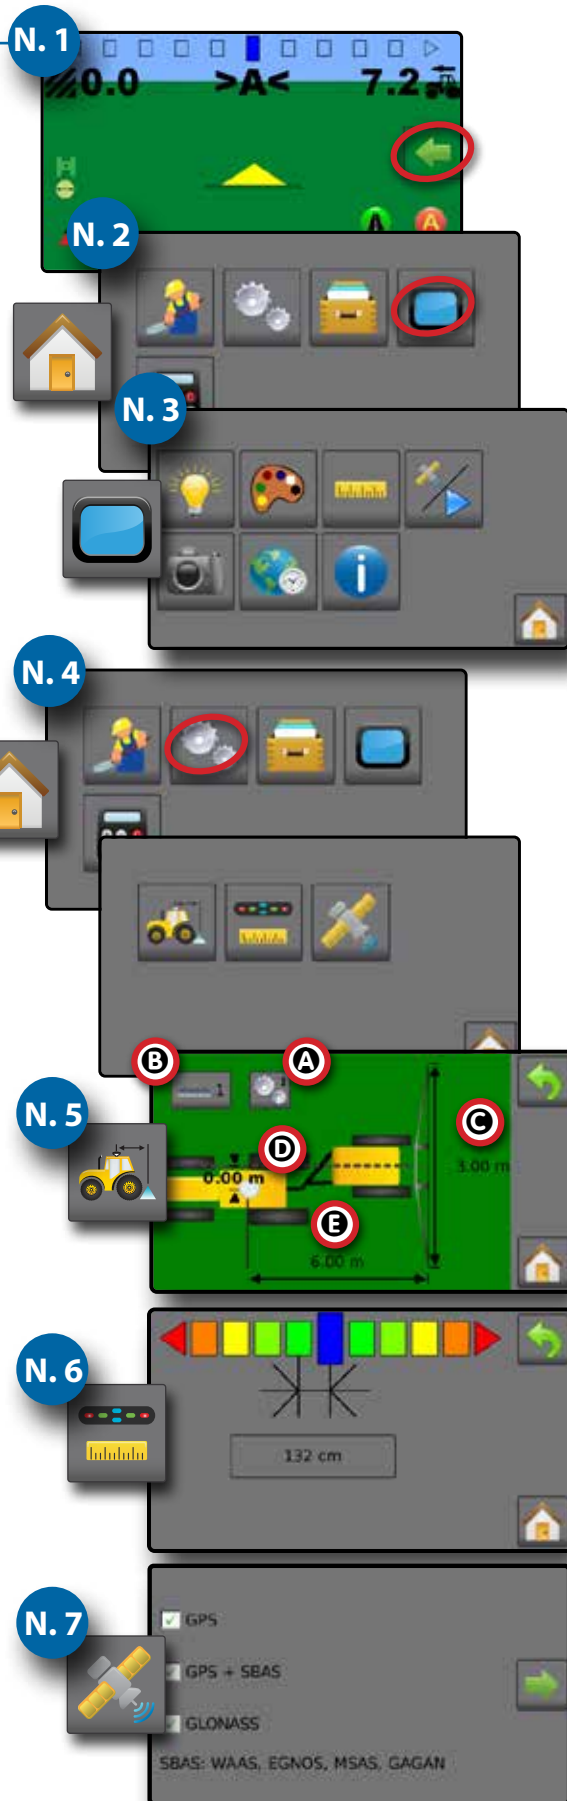 N. 1
0.0 >A< 7.2
A A
N. 2
N. 3
N. 4
B A
1
N. 5
C
D
3.00 m
0.00 m
E
6.00 m
N. 6
132 cm
N. 7
GPS
GPS + SBAS
GLONASS
SBAS: WAAS, EGNOS, MSAS, GAGAN